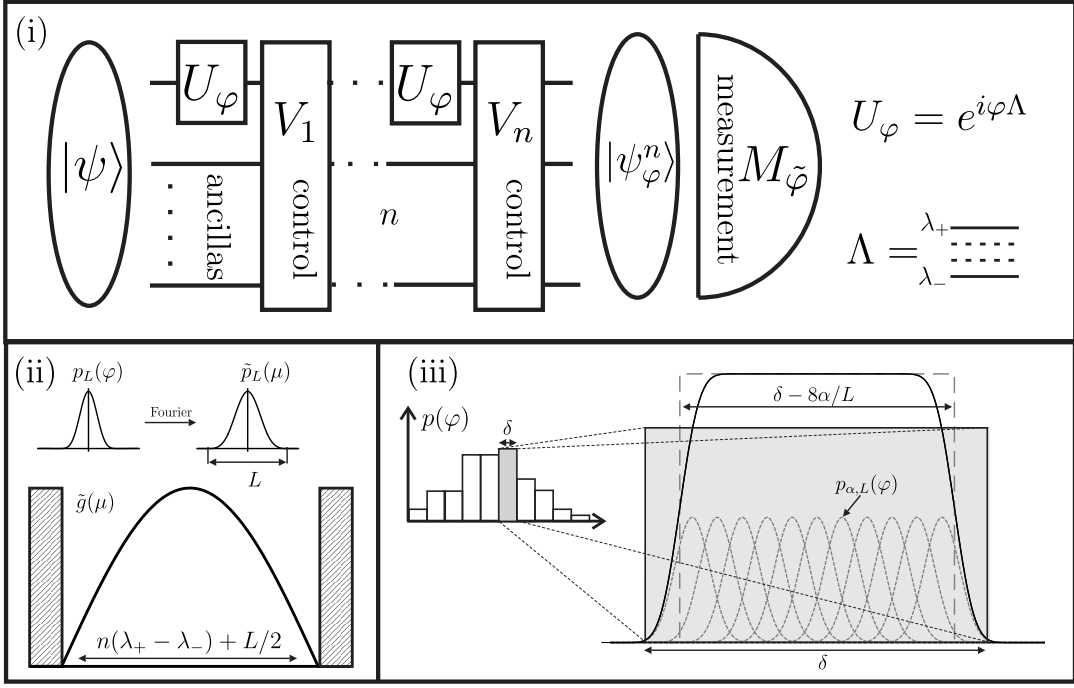 (i)
|ψ⟩
U_φ
V_1
control
ancillas
n
U_φ
V_n
control
|ψ_φ^n⟩
measurement
M_φ̃
U_φ = e^{iφΛ}
Λ =
λ_+
λ_−
(ii)
p_L(φ)
Fourier
p̃_L(μ)
L
g̃(μ)
n(λ_+ − λ_−) + L/2
(iii)
p(φ)
δ
δ − 8α/L
p_{α,L}(φ)
δ